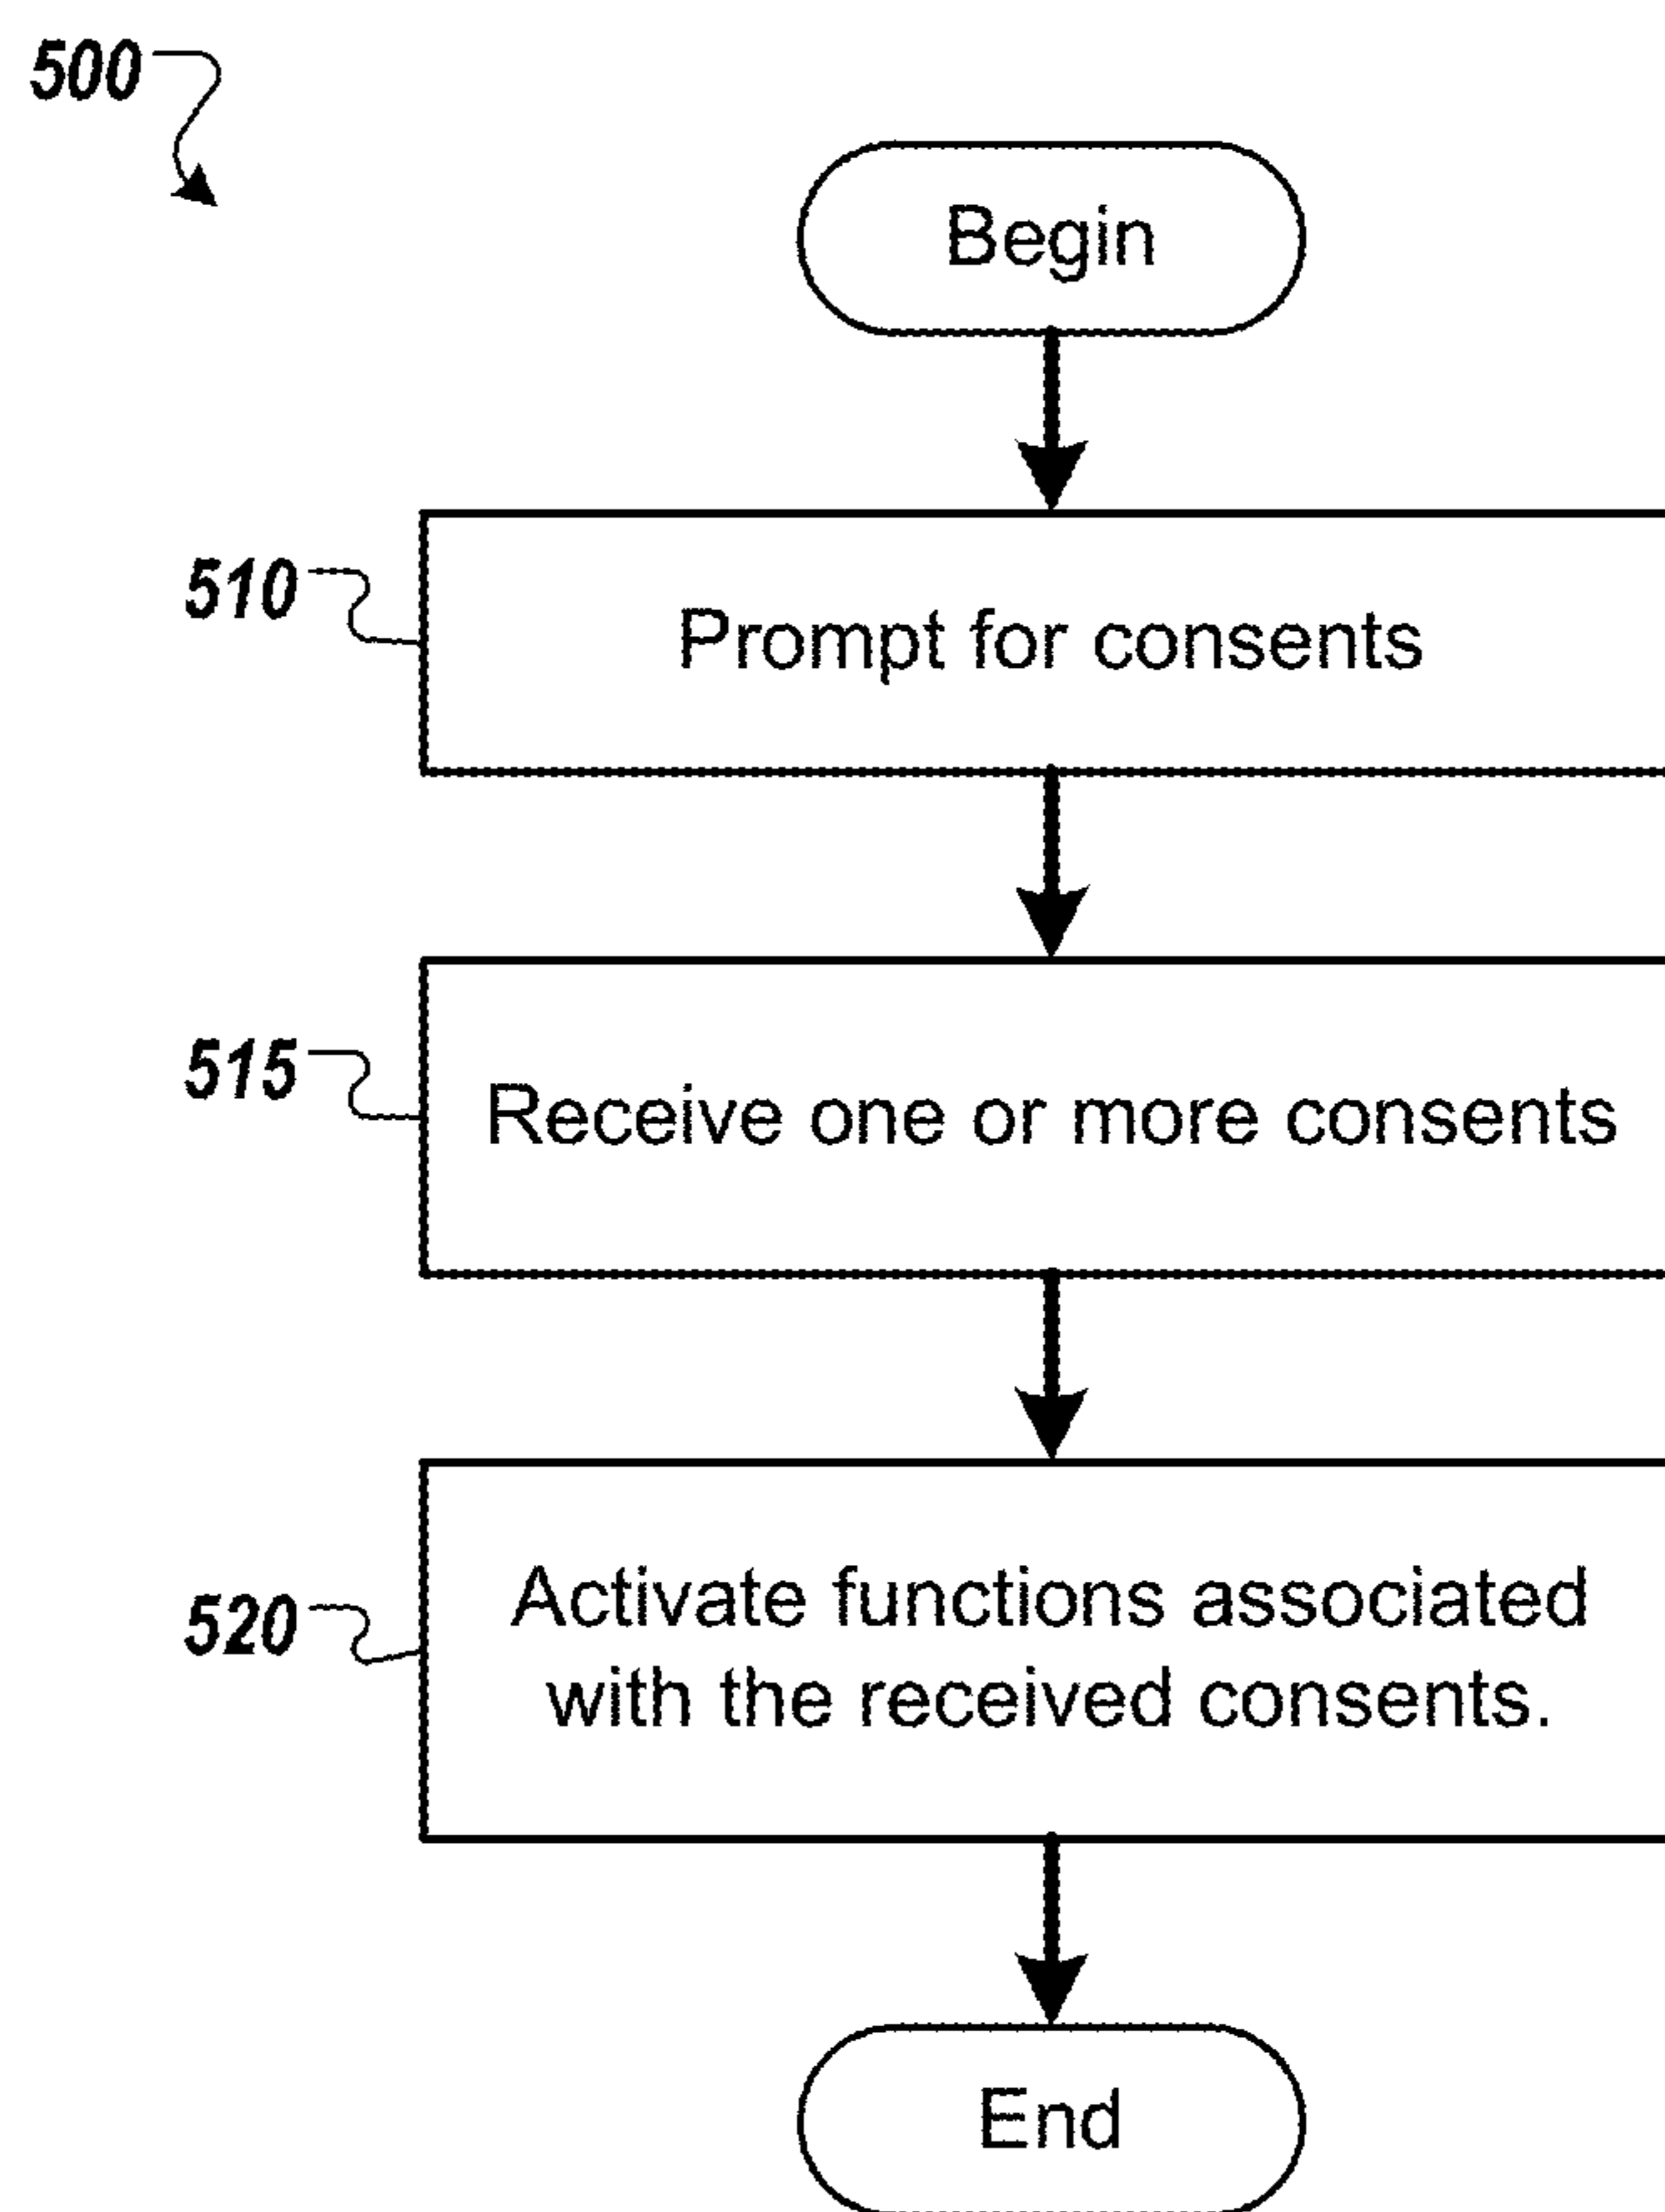 500
Begin
510
Prompt for consents
515
Receive one or more consents
520
Activate functions associated
with the received consents.
End